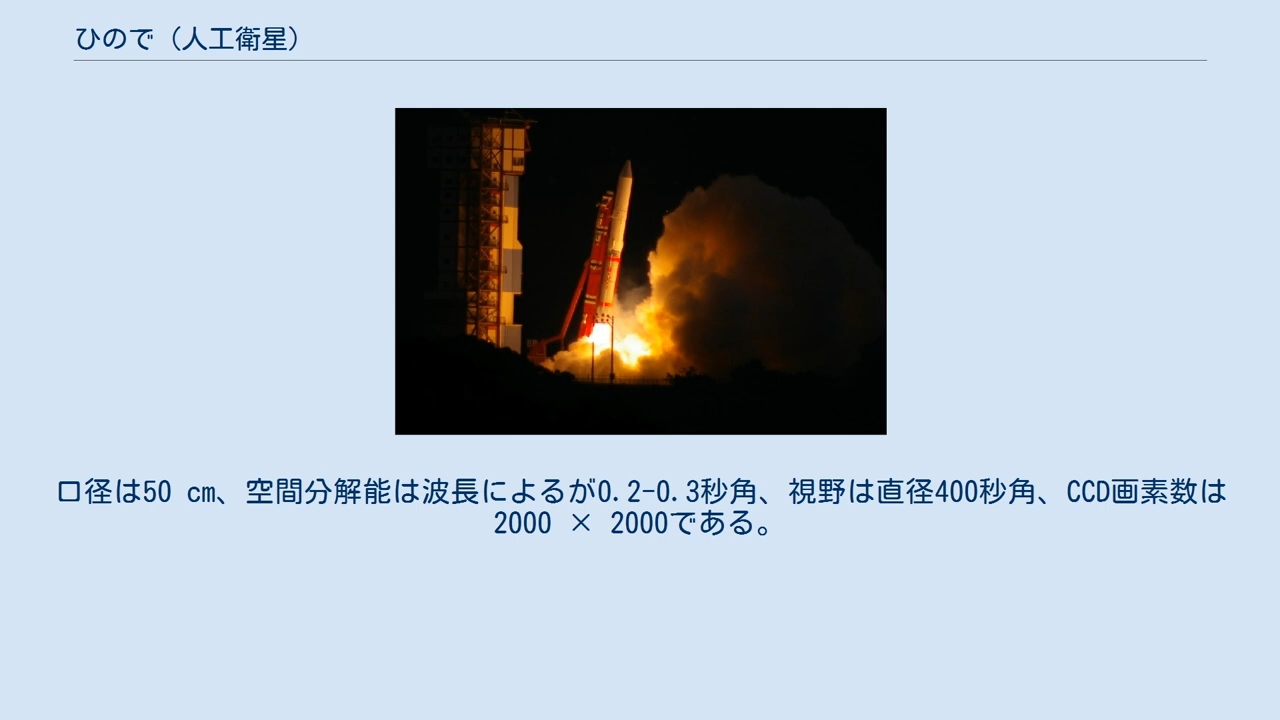 ひので（人工衛星）
口径は50 cm、空間分解能は波長によるが0.2-0.3秒角、視野は直径400秒角、CCD画素数は
2000 × 2000である。